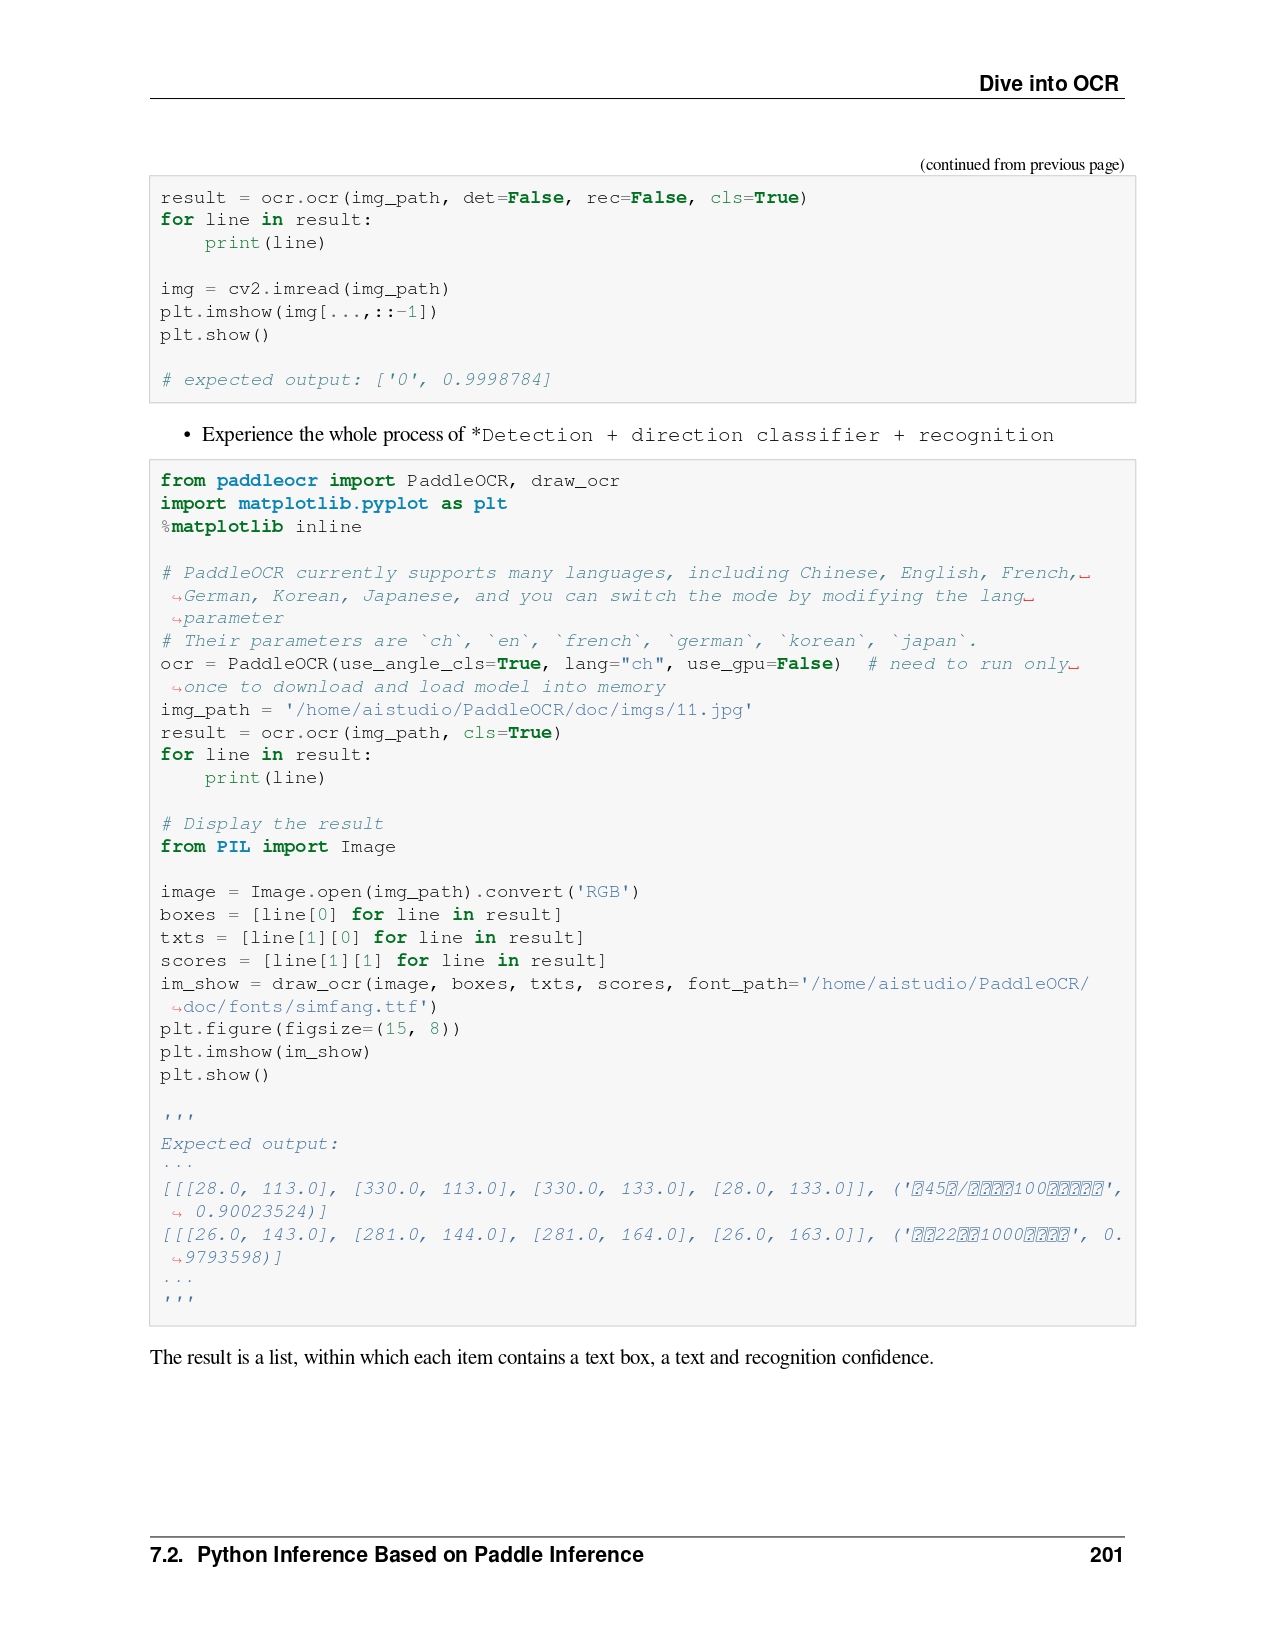 Dive into OCR
(continued from previous page)
result = ocr.ocr(img_path, det=False, rec=False, cls=True)
for line in result:
    print(line)
img = cv2.imread(img_path)
plt.imshow(img[...,::-1])
plt.show()
# expected output: ['0', 0.9998784]
• Experience the whole process of *Detection + direction classifier + recognition
from paddleocr import PaddleOCR, draw_ocr
import matplotlib.pyplot as plt
%matplotlib inline
# PaddleOCR currently supports many languages, including Chinese, English, French,␣
↪German, Korean, Japanese, and you can switch the mode by modifying the lang␣
↪parameter
# Their parameters are `ch`, `en`, `french`, `german`, `korean`, `japan`.
ocr = PaddleOCR(use_angle_cls=True, lang="ch", use_gpu=False)  # need to run only␣
↪once to download and load model into memory
img_path = '/home/aistudio/PaddleOCR/doc/imgs/11.jpg'
result = ocr.ocr(img_path, cls=True)
for line in result:
    print(line)
# Display the result
from PIL import Image
image = Image.open(img_path).convert('RGB')
boxes = [line[0] for line in result]
txts = [line[1][0] for line in result]
scores = [line[1][1] for line in result]
im_show = draw_ocr(image, boxes, txts, scores, font_path='/home/aistudio/PaddleOCR/
↪doc/fonts/simfang.ttf')
plt.figure(figsize=(15, 8))
plt.imshow(im_show)
plt.show()
'''
Expected output:
...
[[[28.0, 113.0], [330.0, 113.0], [330.0, 133.0], [28.0, 133.0]], ('45/100',
↪ 0.90023524)]
[[[26.0, 143.0], [281.0, 144.0], [281.0, 164.0], [26.0, 163.0]], ('221000', 0.
↪9793598)]
...
'''
The result is a list, within which each item contains a text box, a text and recognition confidence.
7.2. Python Inference Based on Paddle Inference
201